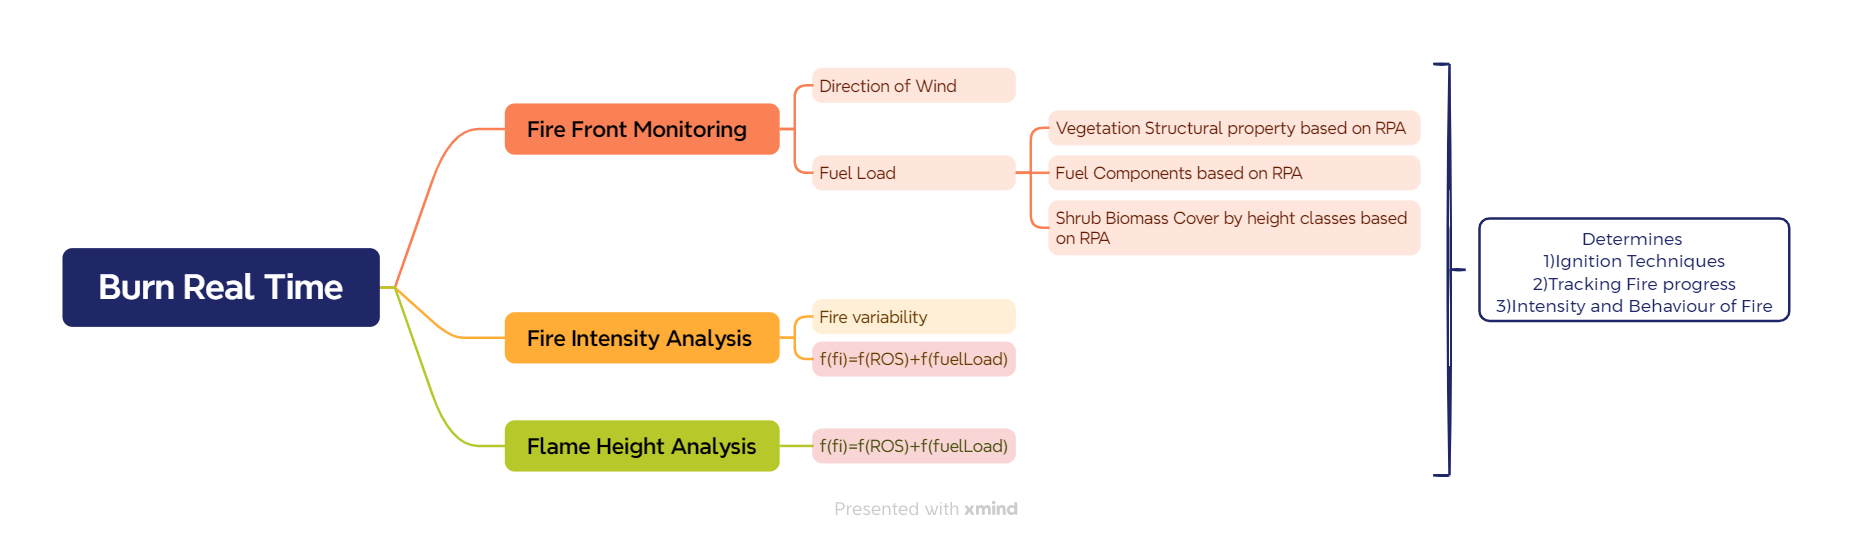 Burn Real Time
Fire Front Monitoring
Direction of Wind
Fuel Load
Vegetation Structural property based on RPA
Fuel Components based on RPA
Shrub Biomass Cover by height classes based
on RPA
Fire Intensity Analysis
Fire variability
f(fi)=f(ROS)+f(fuelLoad)
Flame Height Analysis
f(fi)=f(ROS)+f(fuelLoad)
Determines
1)Ignition Techniques
2)Tracking Fire progress
3)Intensity and Behaviour of Fire
Presented with xmind